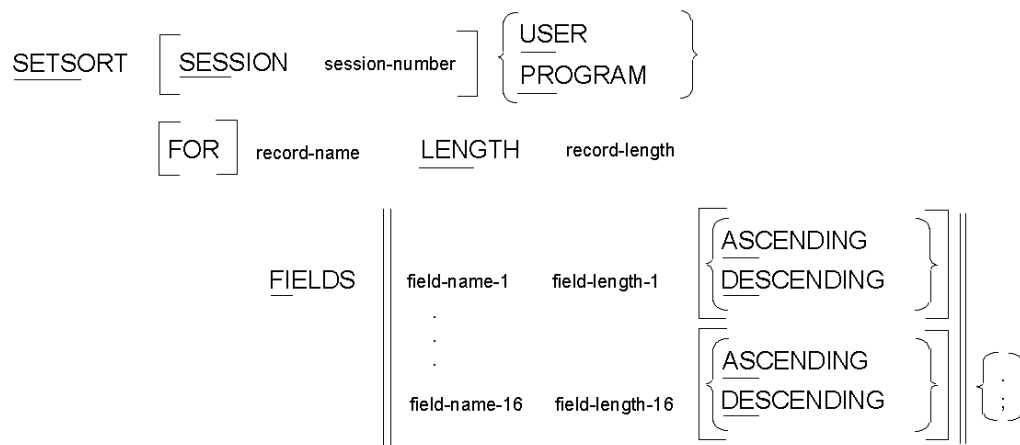 USER
SETSORT SESSION session-number
PROGRAM
FOR record-name LENGTH record-length
ASCENDING
FIELDS field-name-1 field-length-1 DESCENDING
.
.
.
ASCENDING
field-name-16 field-length-16 DESCENDING
.
;